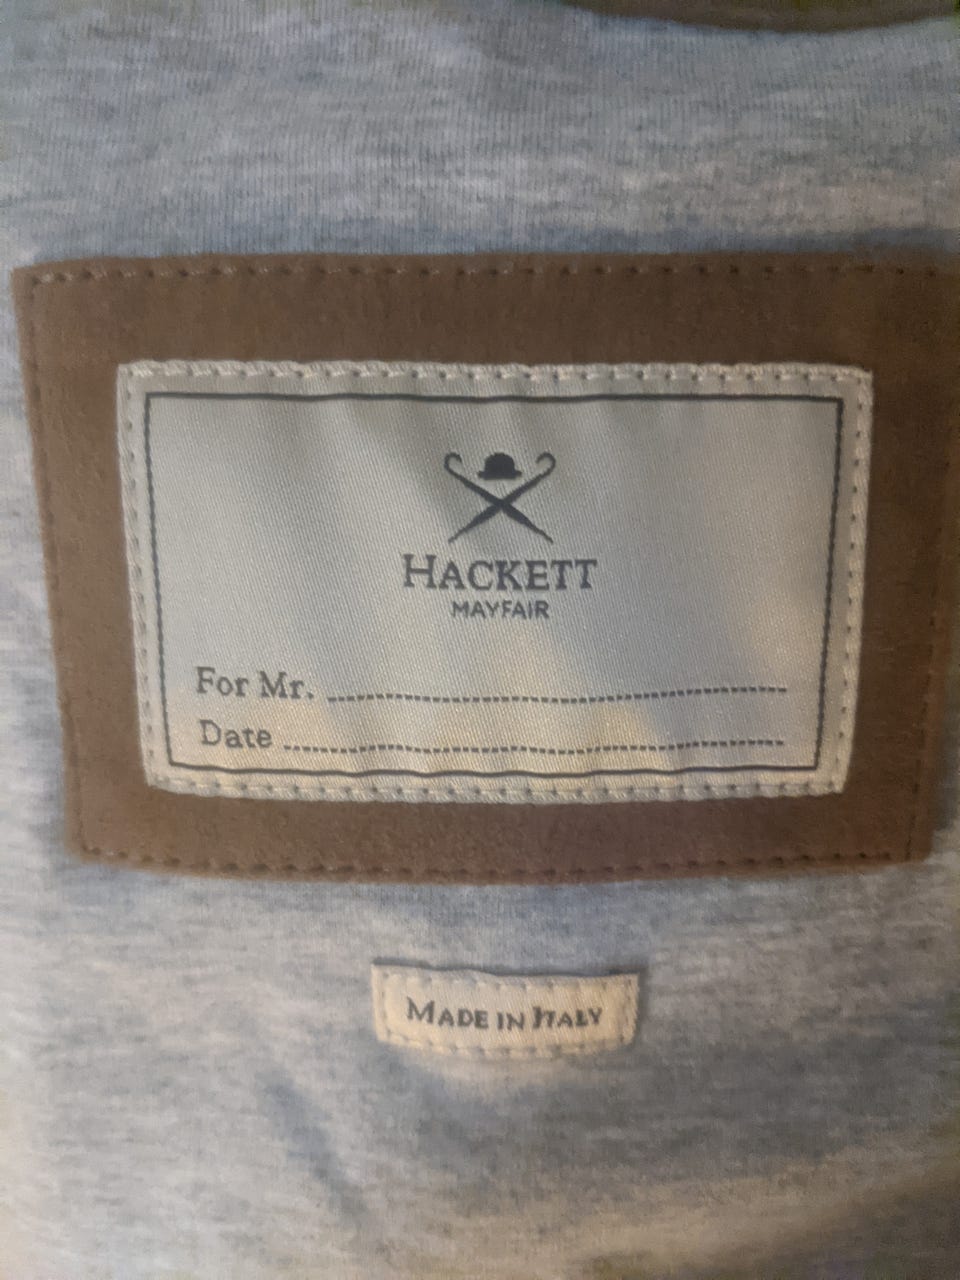 HACKETT
MAYFAIR
For Mr.
Date
MADE IN ITALY